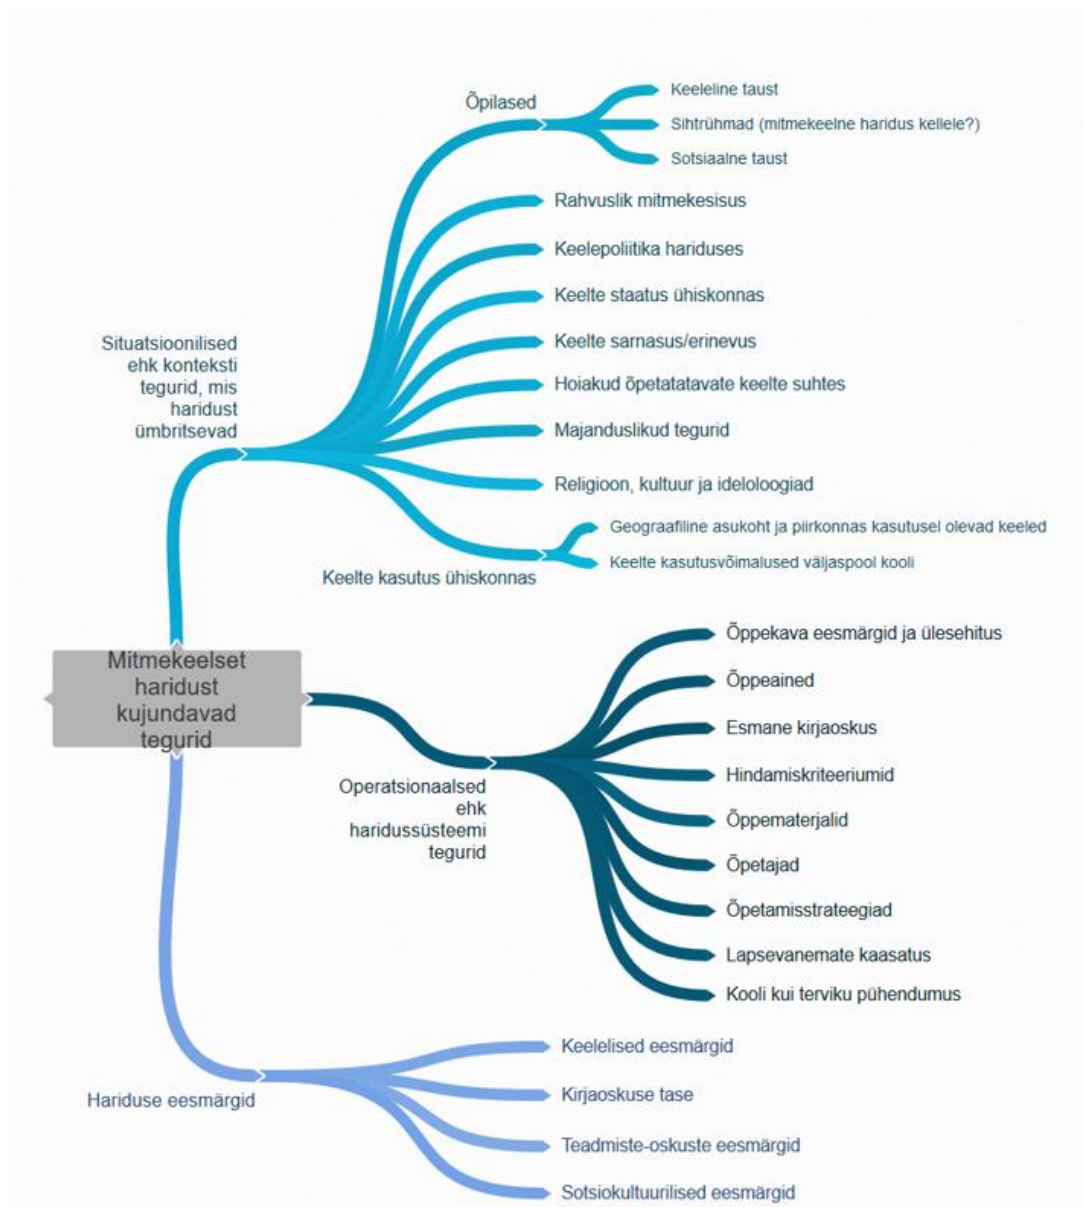 Õpilased
Keeleline taust
Sihtrühmad (mitmekeelne haridus kellele?)
Sotsiaalne taust
Rahvuslik mitmekesisus
Keelepoliitika hariduses
Keelte staatus ühiskonnas
Keelte sarnasus/erinevus
Hoiakud õpetatatavate keelte suhtes
Majanduslikud tegurid
Religioon, kultuur ja ideloloogiad
Situatsioonilised
ehk konteksti
tegurid, mis
haridust
ümbritsevad
Geograafiline asukoht ja piirkonnas kasutusel olevad keeled
Keelte kasutusvõimalused väljaspool kooli
Keelte kasutus ühiskonnas
Mitmekeelset
haridust
kujundavad
tegurid
Õppekava eesmärgid ja ülesehitus
Õppeained
Esmane kirjaoskus
Hindamiskriteeriumid
Õppematerjalid
Õpetajad
Õpetamisstrateegiad
Lapsevanemate kaasatus
Kooli kui terviku pühendumus
Operatsionaalsed
ehk
haridussüsteemi
tegurid
Hariduse eesmärgid
Keelelised eesmärgid
Kirjaoskuse tase
Teadmiste-oskuste eesmärgid
Sotsiokultuurilised eesmärgid